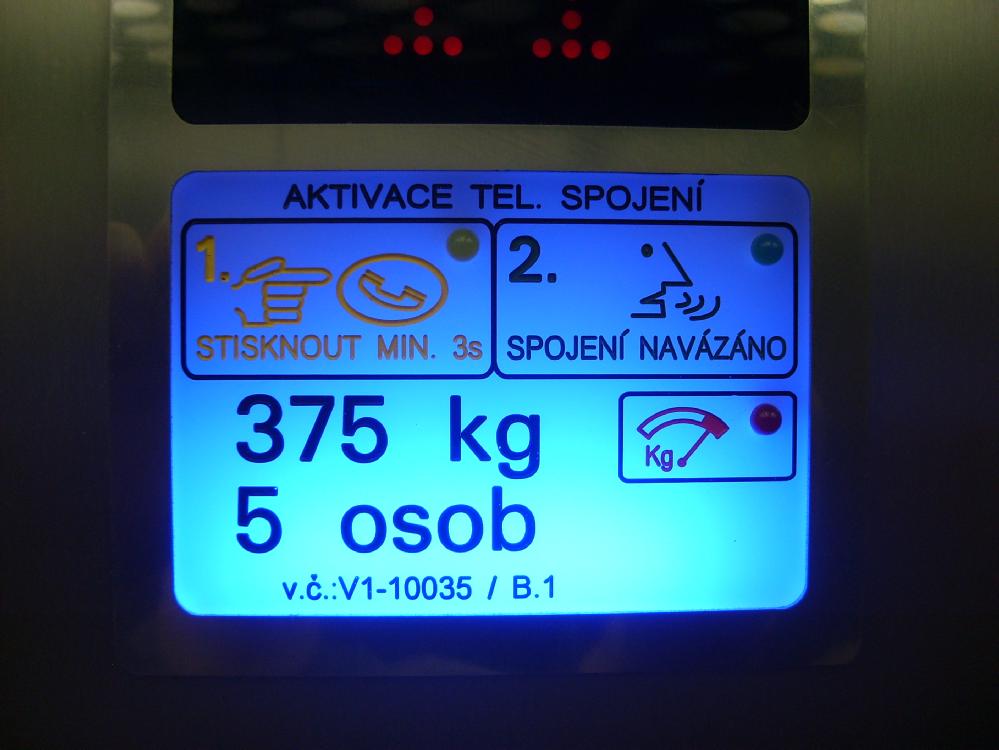 AKTIVACE TEL. SPOJENÍ
1.
STISKNOUT MIN. 3s
2.
SPOJENÍ NAVÁZÁNO
375 kg
Kg
5 osob
v.č.:V1-10035 / B.1